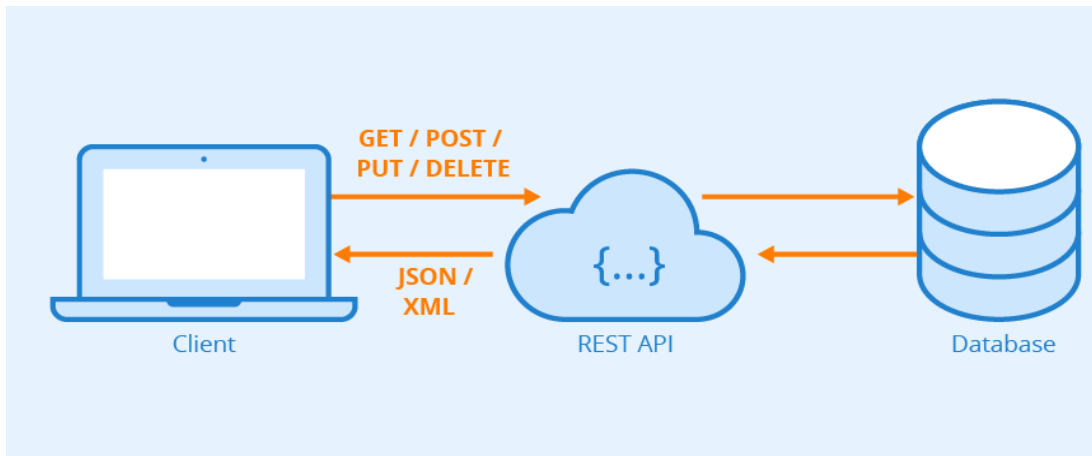 GET / POST /
PUT / DELETE
{...}
JSON /
XML
Client
REST API
Database